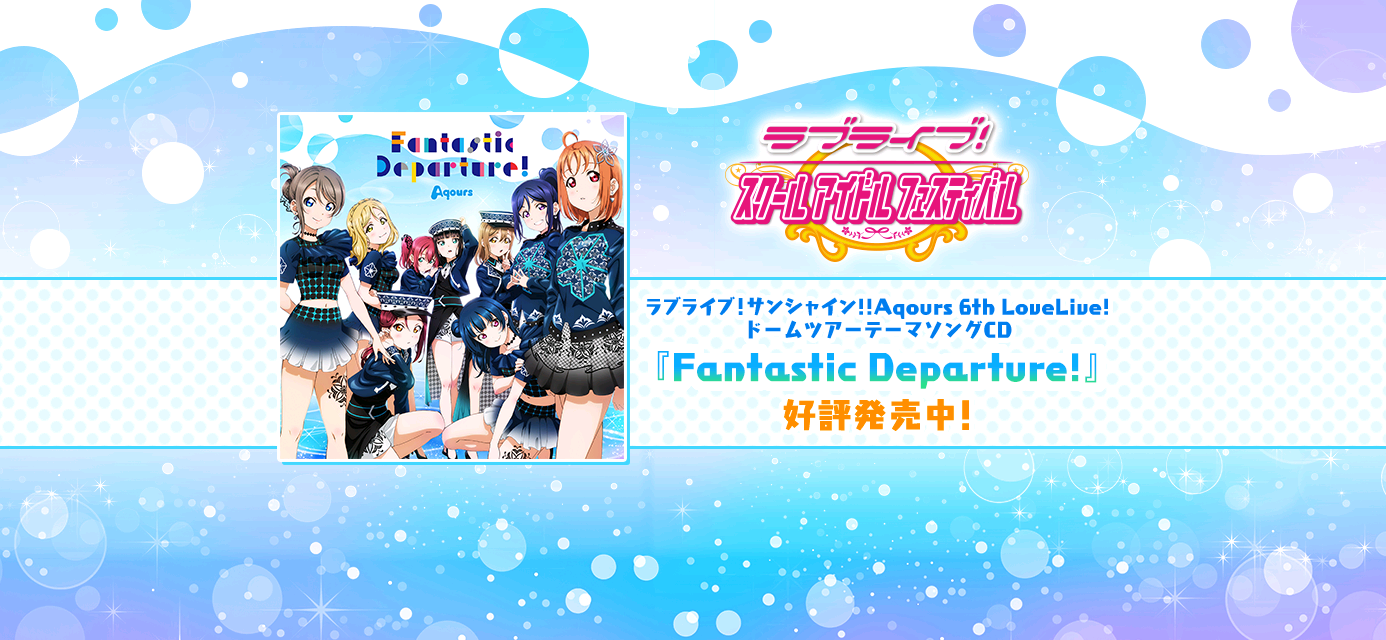 Fantastic
Departure!
Aqours
ラブライブ!
スクールアイドルフェスティバル
ラブライブ!サンシャイン!!Aqours 6th LoveLive!
ドームツアーテーマソングCD
『Fantastic Departure!』
好評発売中!